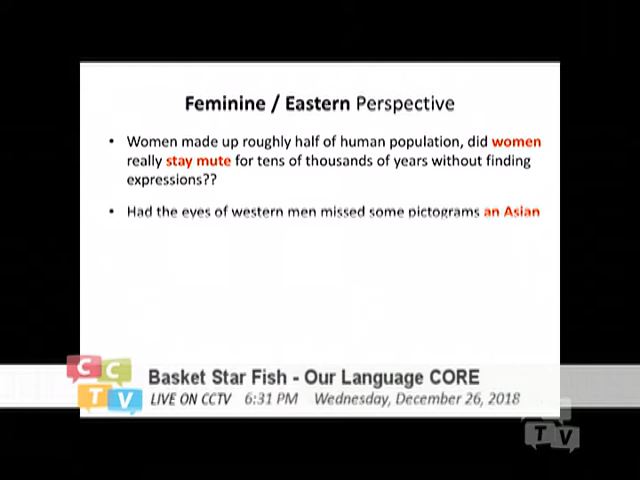 Feminine / Eastern Perspective
• Women made up roughly half of human population, did women
really stay mute for tens of thousands of years without finding
expressions??
• Had the eyes of western men missed some pictograms an Asian
C C
T V
Basket Star Fish - Our Language CORE
LIVE ON CCTV 6:31 PM Wednesday, December 26, 2018
T V